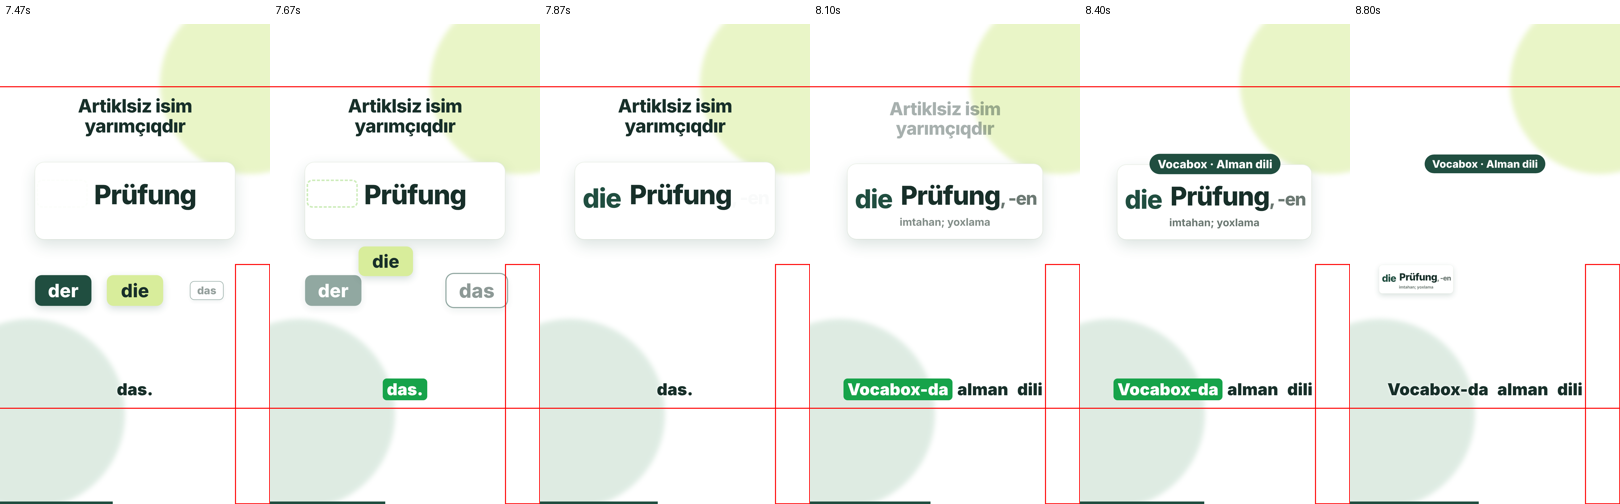 7.47s
Artiklsiz isim
yarımçıqdır
Prüfung
der die das
das.
7.67s
Artiklsiz isim
yarımçıqdır
Prüfung
die
der das
das.
7.87s
Artiklsiz isim
yarımçıqdır
die Prüfung -en
das.
8.10s
Artiklsiz isim
yarımçıqdır
die Prüfung, -en
imtahan; yoxlama
Vocabox-da alman dili
8.40s
Vocabox · Alman dili
die Prüfung, -en
imtahan; yoxlama
Vocabox-da alman dili
8.80s
Vocabox · Alman dili
die Prüfung, -en
imtahan; yoxlama
Vocabox-da alman dili